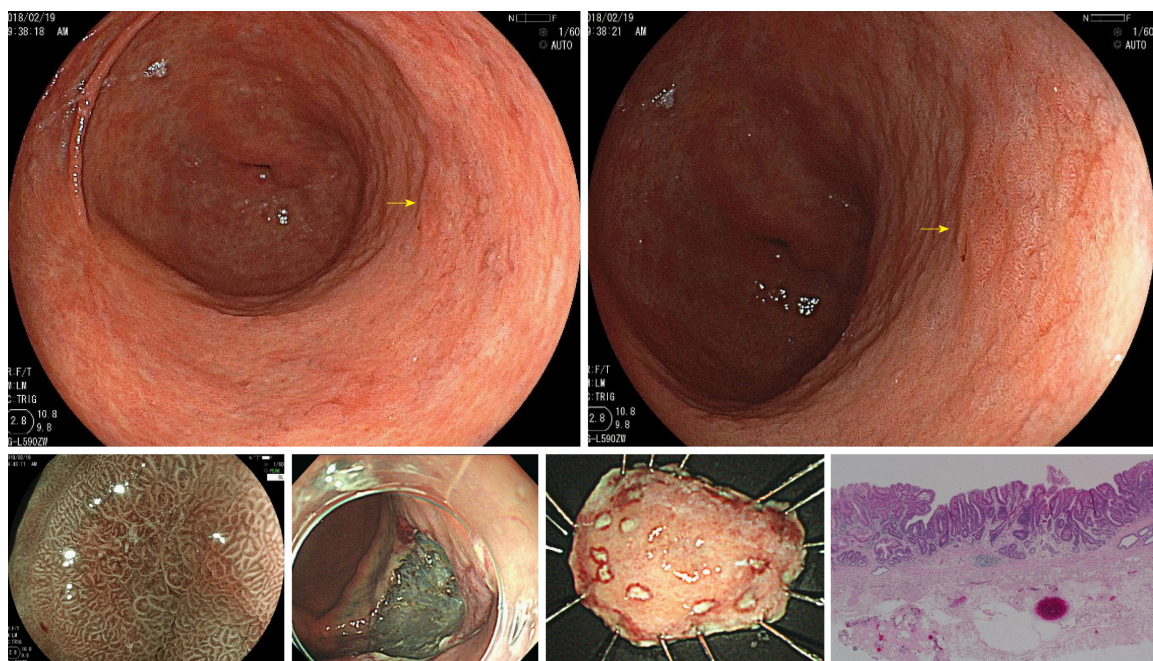 018/02/19
9:38:18 AM
N F
1/60
AUTO
R:F/T
M:LM
C:TRIG
2.8
10.8
9.8
G-L590ZW
018/02/19
9:38:21 AM
N F
1/60
AUTO
R:F/T
M:LM
C:TRIG
2.8
10.8
9.8
G-L590ZW